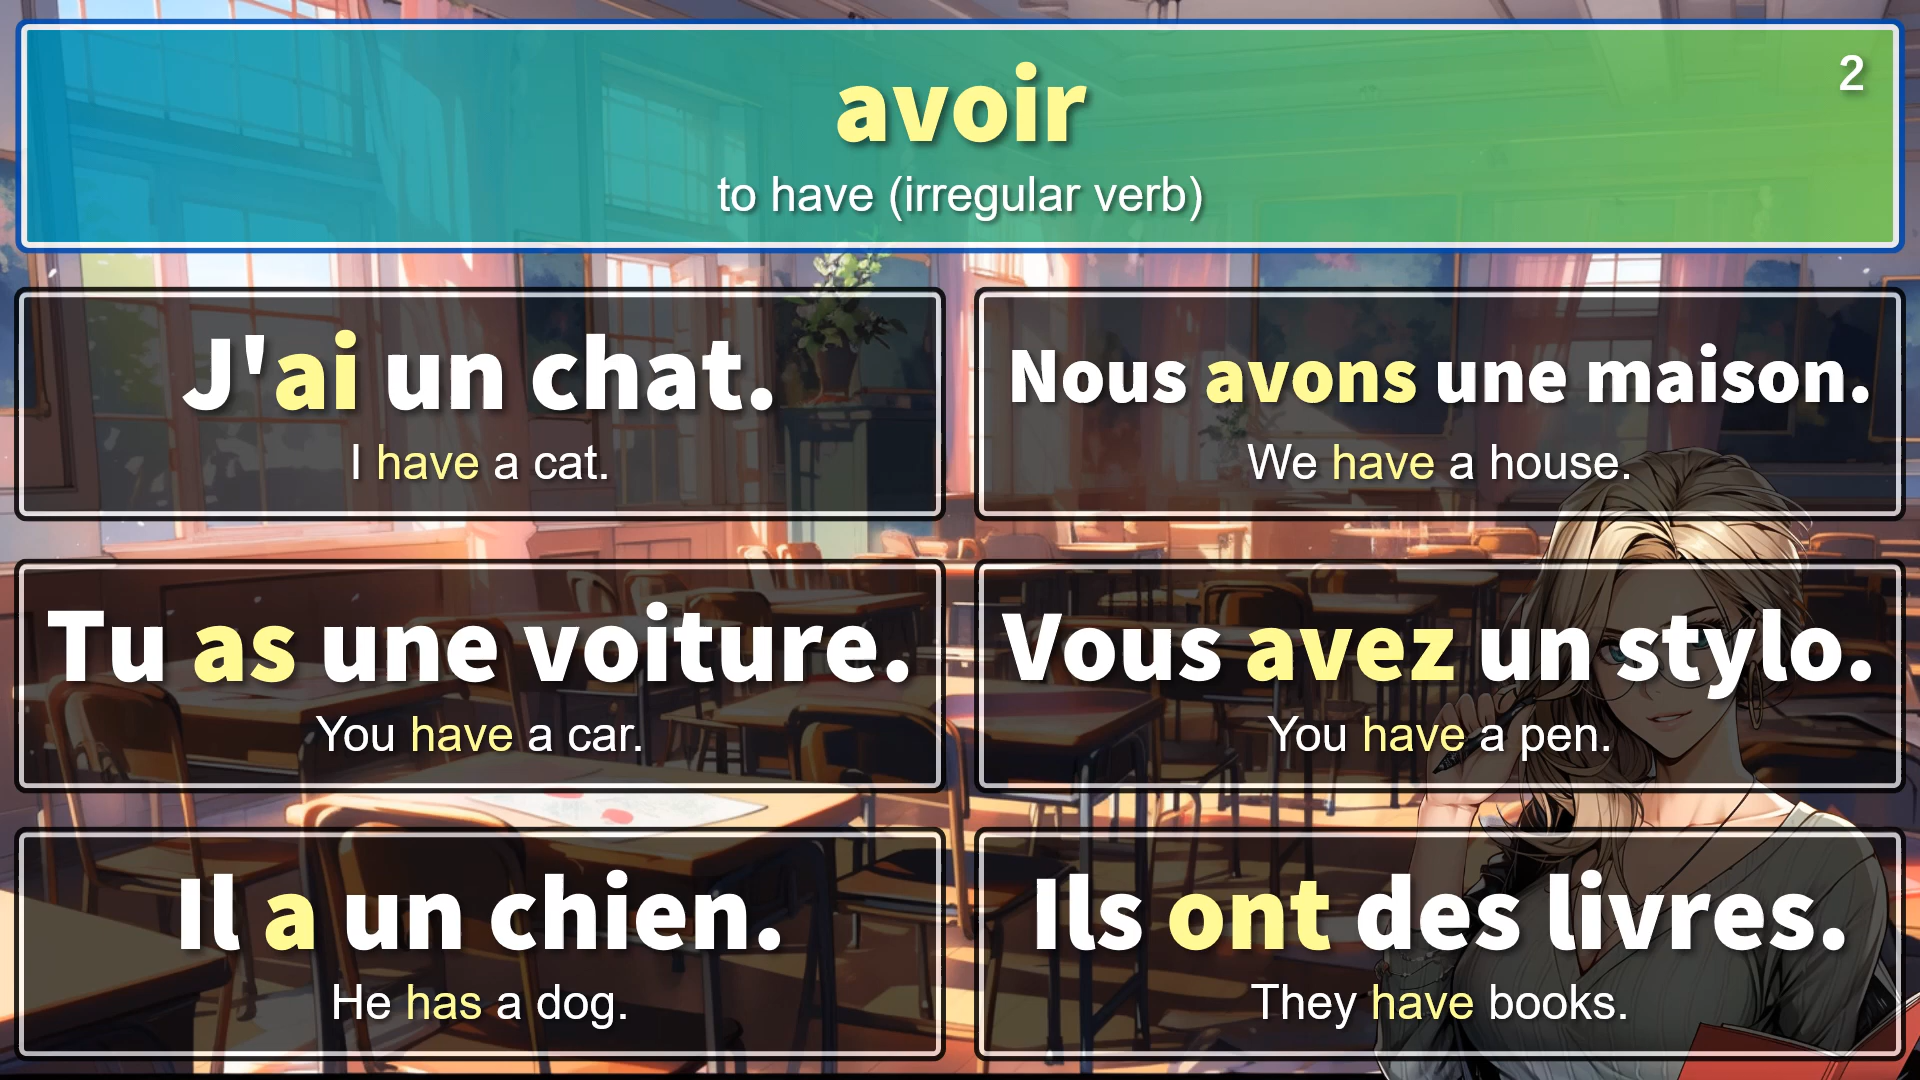 avoir
2
to have (irregular verb)
J'ai un chat.
I have a cat.
Nous avons une maison.
We have a house.
Tu as une voiture.
You have a car.
Vous avez un stylo.
You have a pen.
Il a un chien.
He has a dog.
Ils ont des livres.
They have books.